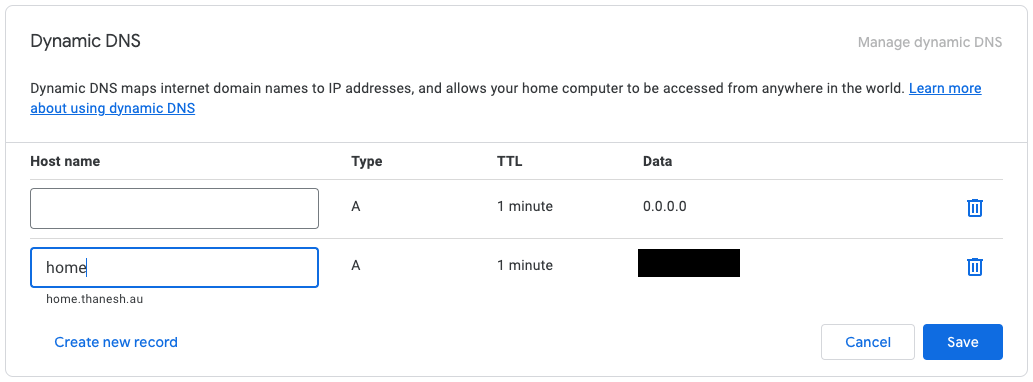 Dynamic DNS
Manage dynamic DNS
Dynamic DNS maps internet domain names to IP addresses, and allows your home computer to be accessed from anywhere in the world. Learn more
about using dynamic DNS
Host name Type TTL Data
A 1 minute 0.0.0.0
home A 1 minute
home.thanesh.au
Create new record Cancel Save